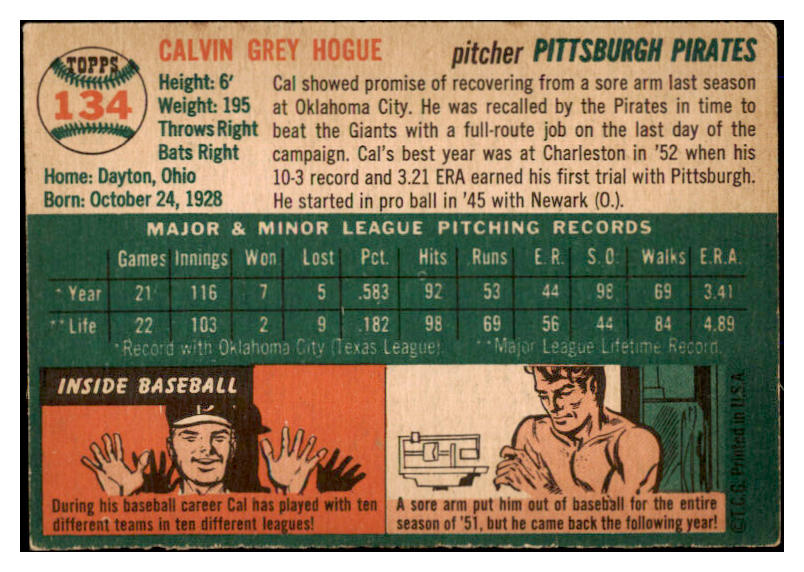 TOPPS
134
CALVIN GREY HOGUE
pitcher PITTSBURGH PIRATES
Height: 6'
Weight: 195
Throws Right
Bats Right
Home: Dayton, Ohio
Born: October 24, 1928
Cal showed promise of recovering from a sore arm last season
at Oklahoma City. He was recalled by the Pirates in time to
beat the Giants with a full-route job on the last day of the
campaign. Cal's best year was at Charleston in '52 when his
10-3 record and 3.21 ERA earned his first trial with Pittsburgh.
He started in pro ball in '45 with Newark (O.).
MAJOR & MINOR LEAGUE PITCHING RECORDS
Games Innings Won Lost Pct. Hits Runs E.R. S.O. Walks E.R.A.
*Year 21 116 7 5 .583 92 53 44 98 69 3.41
**Life 22 103 2 9 .182 98 69 56 44 84 4.89
*Record with Oklahoma City (Texas League) **Major League Lifetime Record.
INSIDE BASEBALL
P
During his baseball career Cal has played with ten
different teams in ten different leagues!
A sore arm put him out of baseball for the entire
season of '51, but he came back the following year!
©T.C.G. Printed in U.S.A.